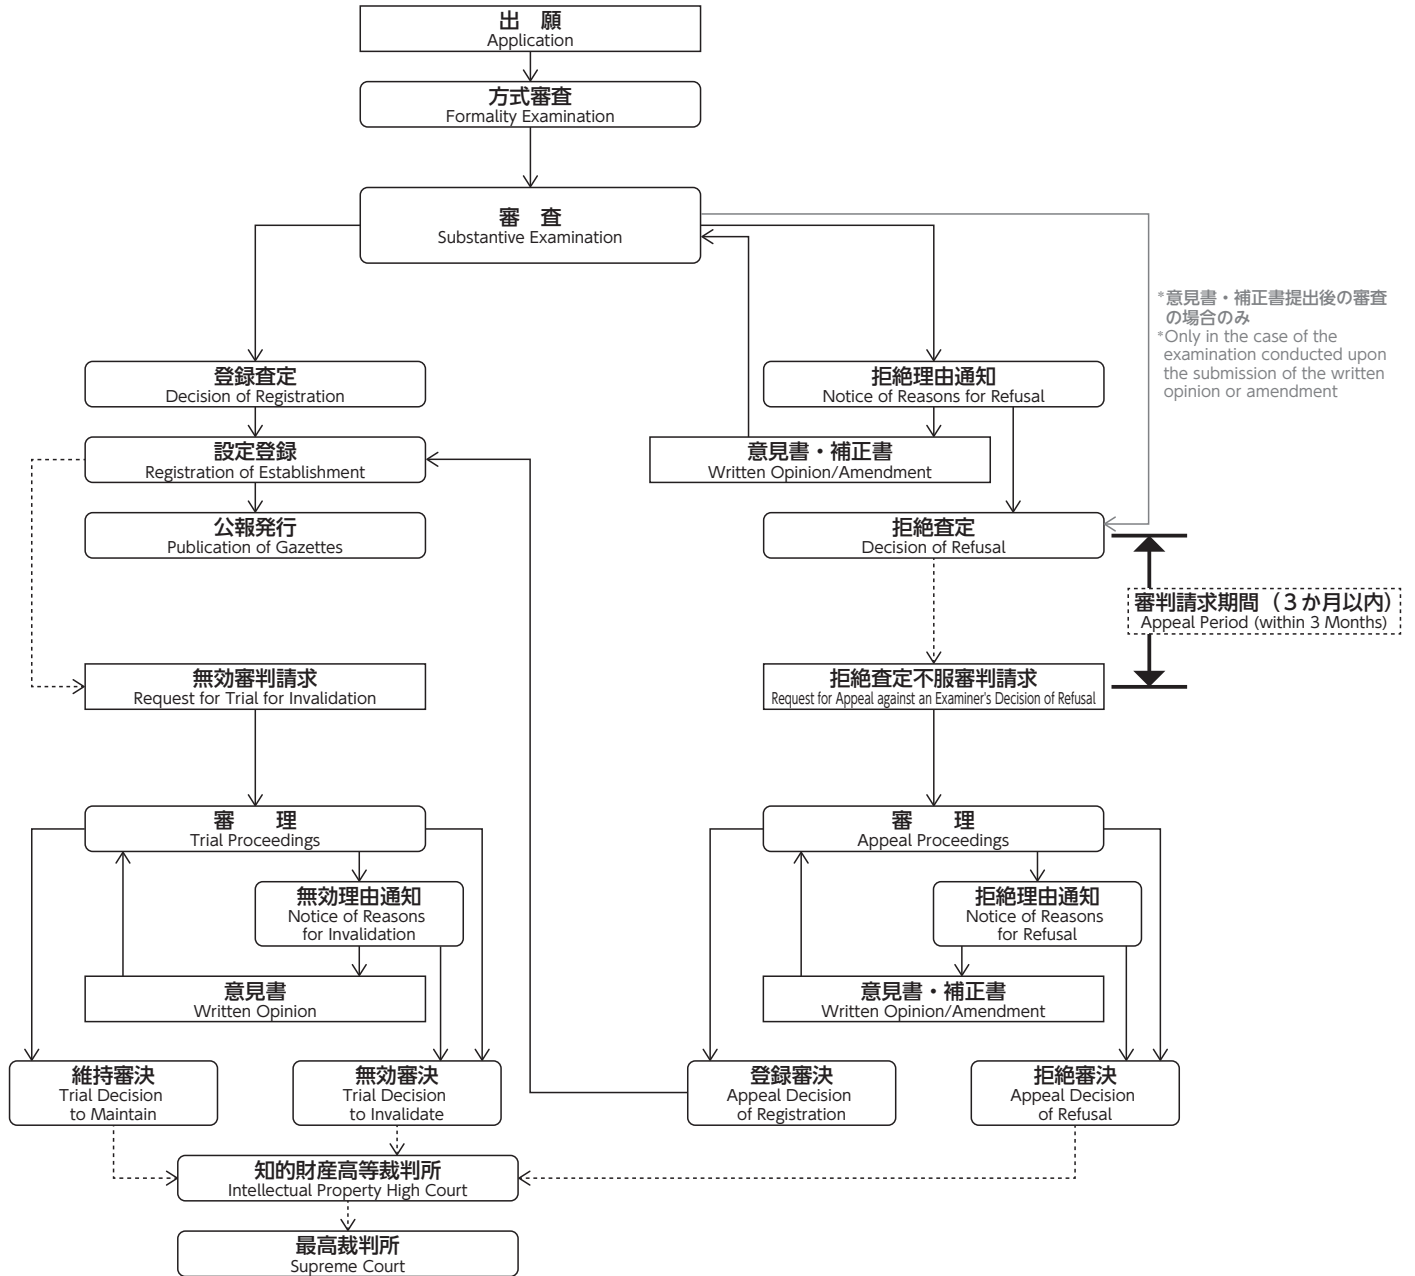 出　願
Application
方式審査
Formality Examination
審　査
Substantive Examination
*意見書・補正書提出後の審査
の場合のみ
*Only in the case of the
examination conducted upon
the submission of the written
opinion or amendment
登録査定
Decision of Registration
拒絶理由通知
Notice of Reasons for Refusal
設定登録
Registration of Establishment
意見書・補正書
Written Opinion/Amendment
公報発行
Publication of Gazettes
拒絶査定
Decision of Refusal
審判請求期間（３か月以内）
Appeal Period (within 3 Months)
無効審判請求
Request for Trial for Invalidation
拒絶査定不服審判請求
Request for Appeal against an Examiner's Decision of Refusal
審　　理
Trial Proceedings
審　　理
Appeal Proceedings
無効理由通知
Notice of Reasons
for Invalidation
拒絶理由通知
Notice of Reasons
for Refusal
意見書
Written Opinion
意見書・補正書
Written Opinion/Amendment
維持審決
Trial Decision
to Maintain
無効審決
Trial Decision
to Invalidate
登録審決
Appeal Decision
of Registration
拒絶審決
Appeal Decision
of Refusal
知的財産高等裁判所
Intellectual Property High Court
最高裁判所
Supreme Court